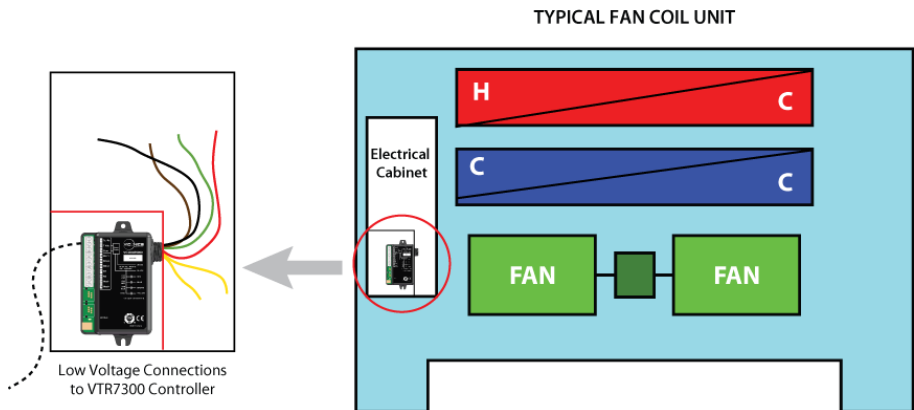 TYPICAL FAN COIL UNIT
H
C
Electrical
Cabinet
C
C
FAN
FAN
Low Voltage Connections
to VTR7300 Controller